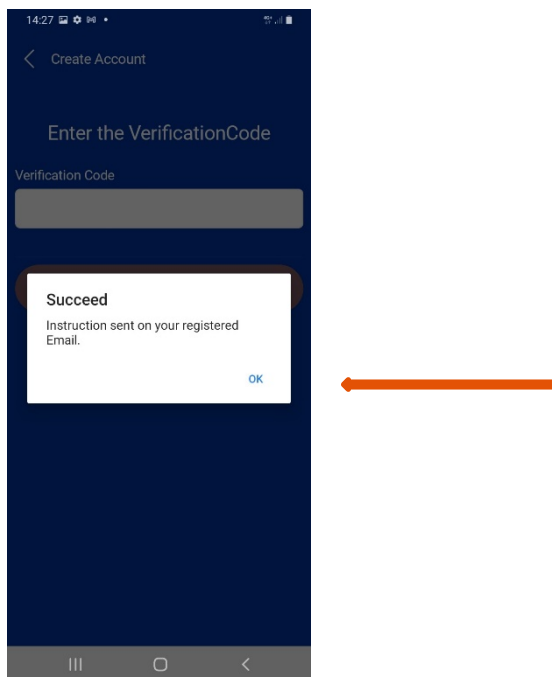 14:27
Create Account
Enter the VerificationCode
Verification Code
Succeed
Instruction sent on your registered
Email.
OK